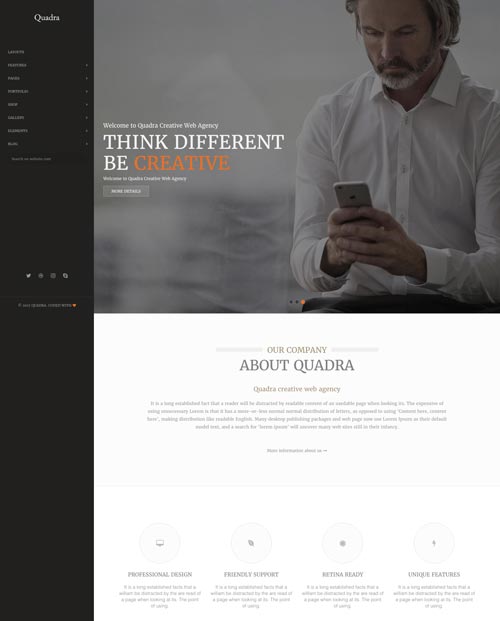 Quadra
LAYOUTS
FEATURES
PAGES
PORTFOLIO
SHOP
GALLERY
ELEMENTS
BLOG
Search on website.com
© 2017 QUADRA. CODED WITH
Welcome to Quadra Creative Web Agency
THINK DIFFERENT
BE CREATIVE
Welcome to Quadra Creative Web Agency
MORE DETAILS
OUR COMPANY
ABOUT QUADRA
Quadra creative web agency
It is a long established fact that a reader will be distracted by readable content of an useable page when looking its. The expensive of
using unnecessary Lorem is that it has a more-or- less normal normal distribution of letters, as opposed to using 'Content here, content
here', making distribution like readable English. Many desktop publishing packages and web page now use Lorem Ipsum as their default
model text, and a search for 'lorem ipsum' will uncover many web sites still in their infancy.
More information about us →
PROFESSIONAL DESIGN
It is a long established facts that a
william be distracted by the are read of
a page when looking at its. The point
of using.
FRIENDLY SUPPORT
It is a long established facts that a
william be distracted by the are read of
a page when looking at its. The point
of using.
RETINA READY
It is a long established facts that a
william be distracted by the are read of
a page when looking at its. The point
of using.
UNIQUE FEATURES
It is a long established facts that a
william be distracted by the are read of
a page when looking at its. The point
of using.